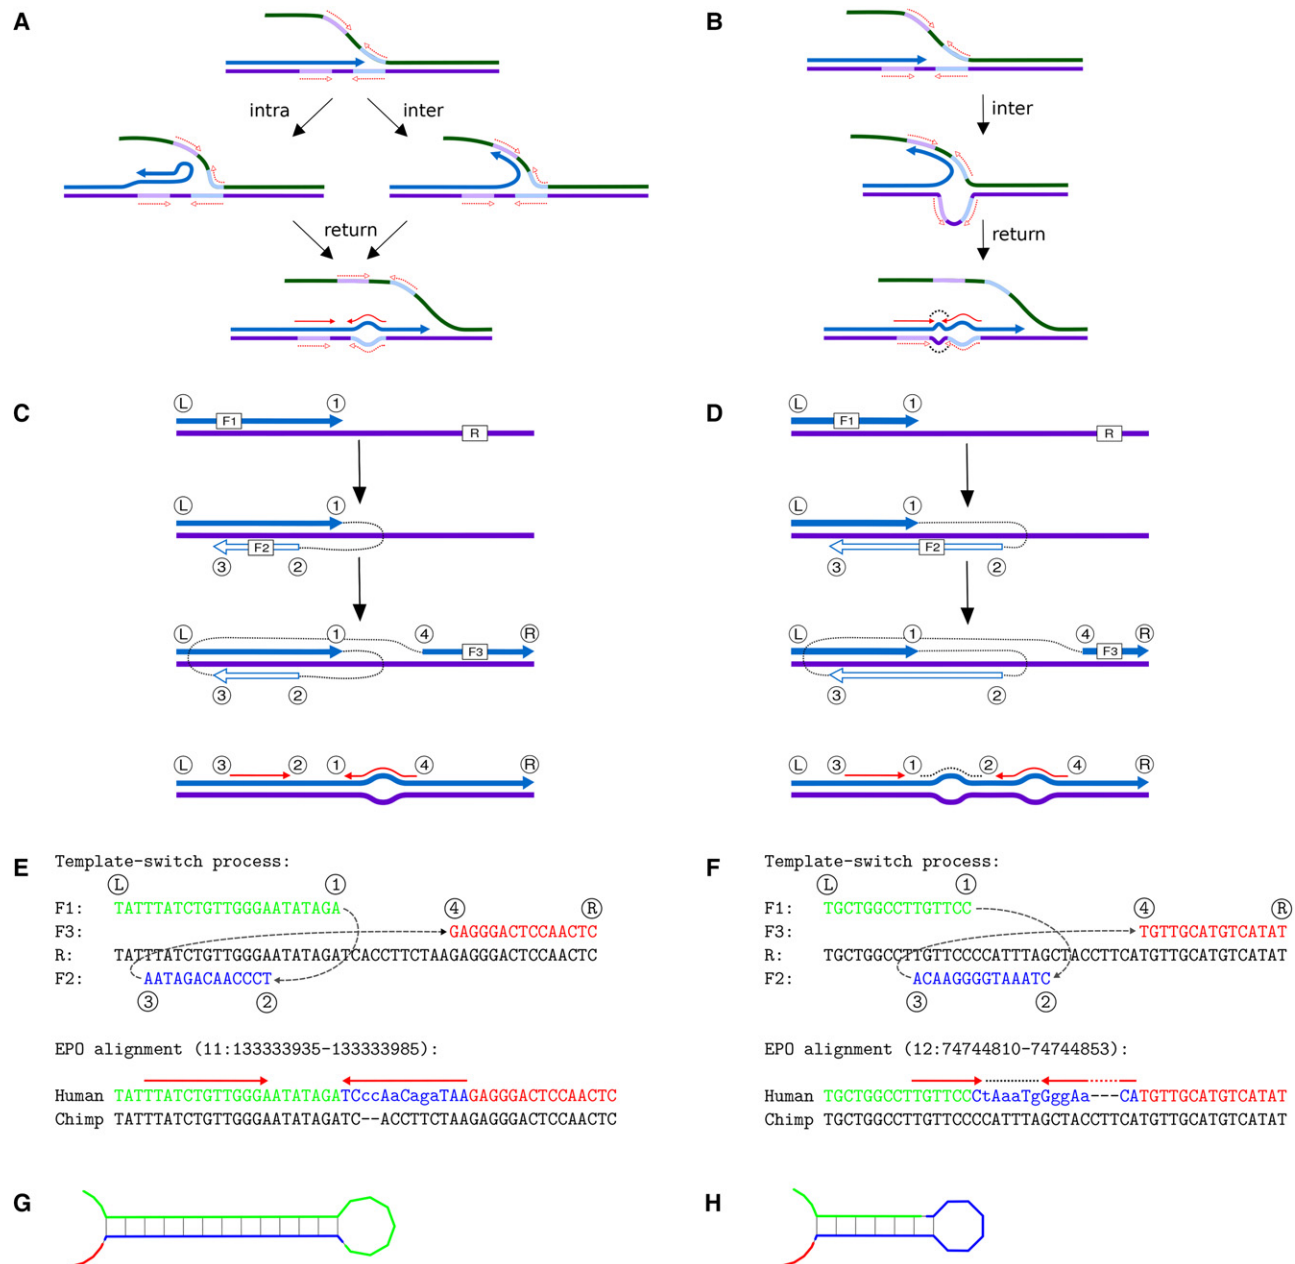 A
B
intra
inter
inter
return
return
C
D
L
1
L
1
F1
F1
R
R
1
1
F2
F2
3
2
3
2
L
1
4
R
L
1
4
R
F3
F3
3
2
3
2
L
3
2
1
4
R
L
3
1
2
4
R
E
Template-switch process:
L
1
F1: TATTTATCTGTTGGGAATATAGA
4
R
F3: GAGGGACTCCAACTC
R: TATTTATCTGTTGGGAATATAGATCACCTTCTAAGAGGGACTCCAACTC
F2: AATAGACAACCCT
3
2
EPO alignment (11:133333935-133333985):
Human TATTTATCTGTTGGGAATATAGATCccAaCagaTAAGAGGGACTCCAACTC
Chimp TATTTATCTGTTGGGAATATAGATC--ACCTTCTAAGAGGGACTCCAACTC
F
Template-switch process:
L
1
F1: TGCTGGCCTTGTTCC
4
R
F3: TGTTGCATGTCATAT
R: TGCTGGCCTTGTTCCCCATTTAGCTACCTTCATGTTGCATGTCATAT
F2: ACAAGGGGTAAATC
3
2
EPO alignment (12:74744810-74744853):
Human TGCTGGCCTTGTTCCCtAaaTgGggAa---CATGTTGCATGTCATAT
Chimp TGCTGGCCTTGTTCCCCATTTAGCTACCTTCATGTTGCATGTCATAT
G
H